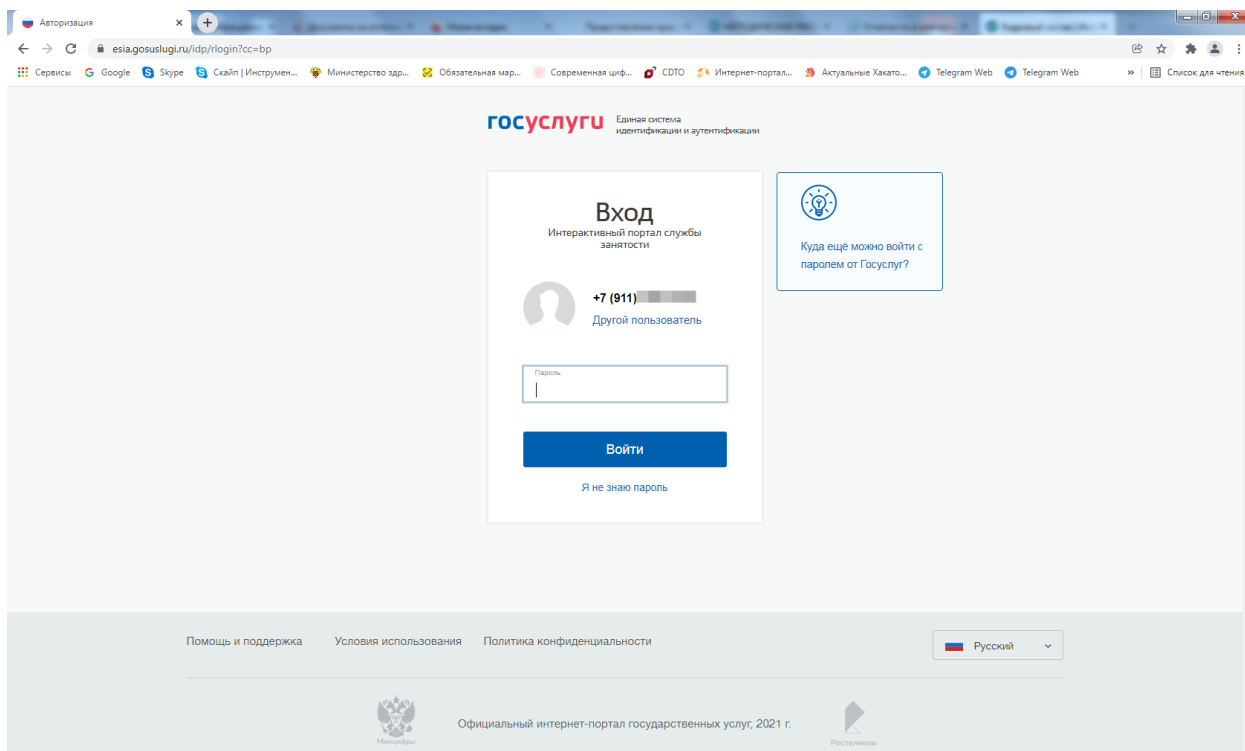 Авторизация
esia.gosuslugi.ru/idp/rlogin?cc=bp
Сервисы Google Skype Скайп | Инструмен... Министерство здр... Обязательная мар... Современная циф... CDTO Интернет-портал... Актуальные Хакато... Telegram Web Telegram Web » Список для чтения
госуслуги
Единая система
идентификации и аутентификации
Вход
Интерактивный портал службы
занятости
+7 (911)
Другой пользователь
Пароль
Войти
Я не знаю пароль
Куда ещё можно войти с
паролем от Госуслуг?
Помощь и поддержка Условия использования Политика конфиденциальности
Русский
Минцифры
Официальный интернет-портал государственных услуг, 2021 г.
Ростелеком